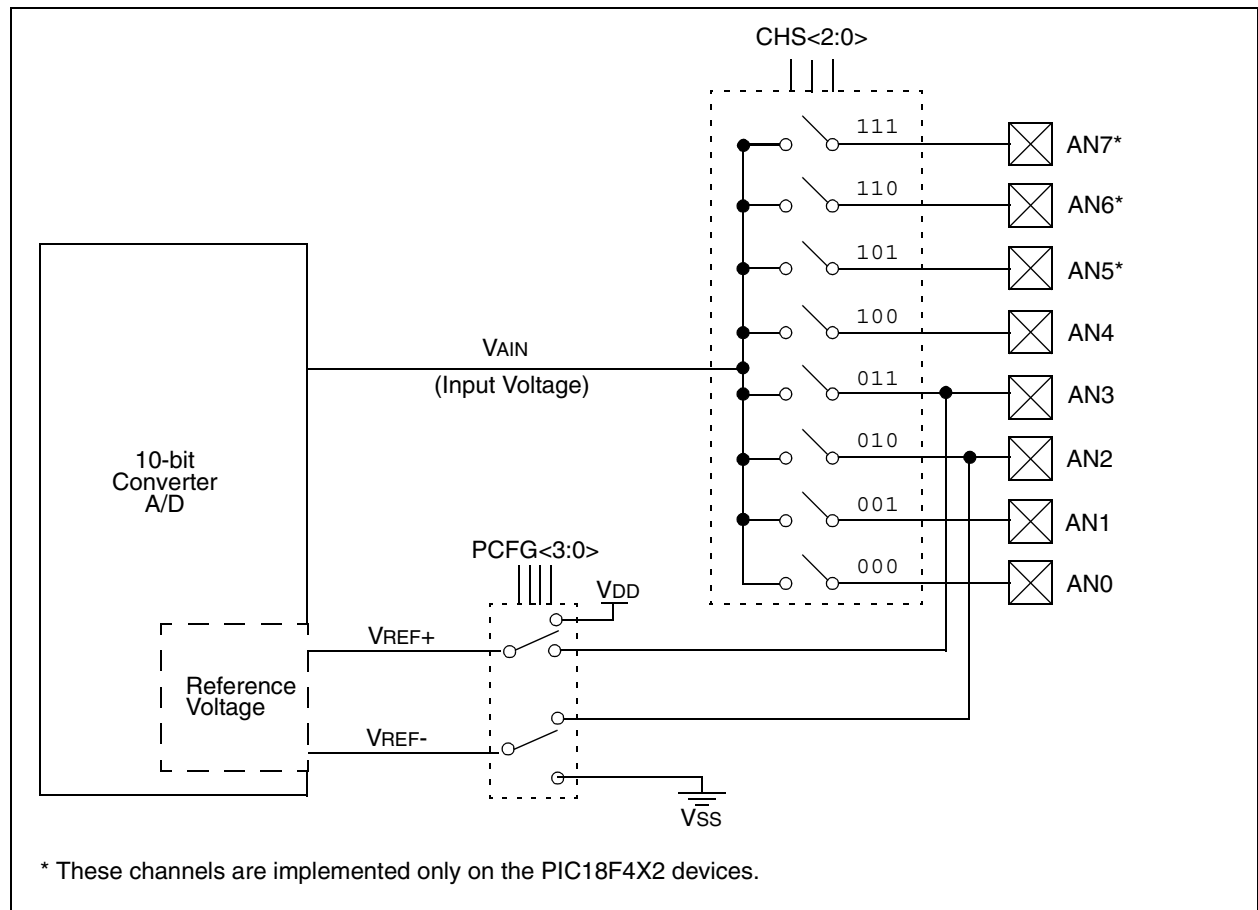 CHS<2:0>
111
AN7*
110
AN6*
101
AN5*
100
AN4
VAIN
(Input Voltage)
011
AN3
010
AN2
10-bit
Converter
A/D
001
AN1
PCFG<3:0>
000
AN0
VDD
VREF+
Reference
Voltage
VREF-
VSS
* These channels are implemented only on the PIC18F4X2 devices.